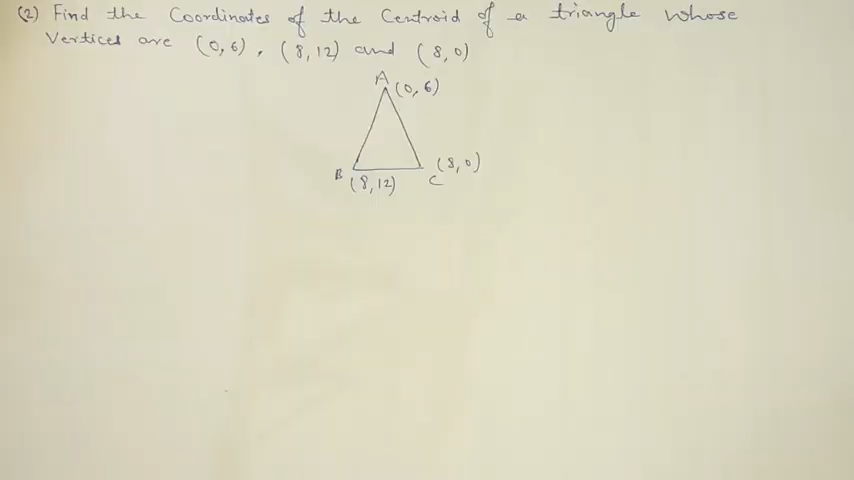 (2) Find the Coordinates of the Centroid of a triangle whose
Vertices are (0,6), (8,12) and (8,0)
A (0,6)
B (8,12)
C (8,0)